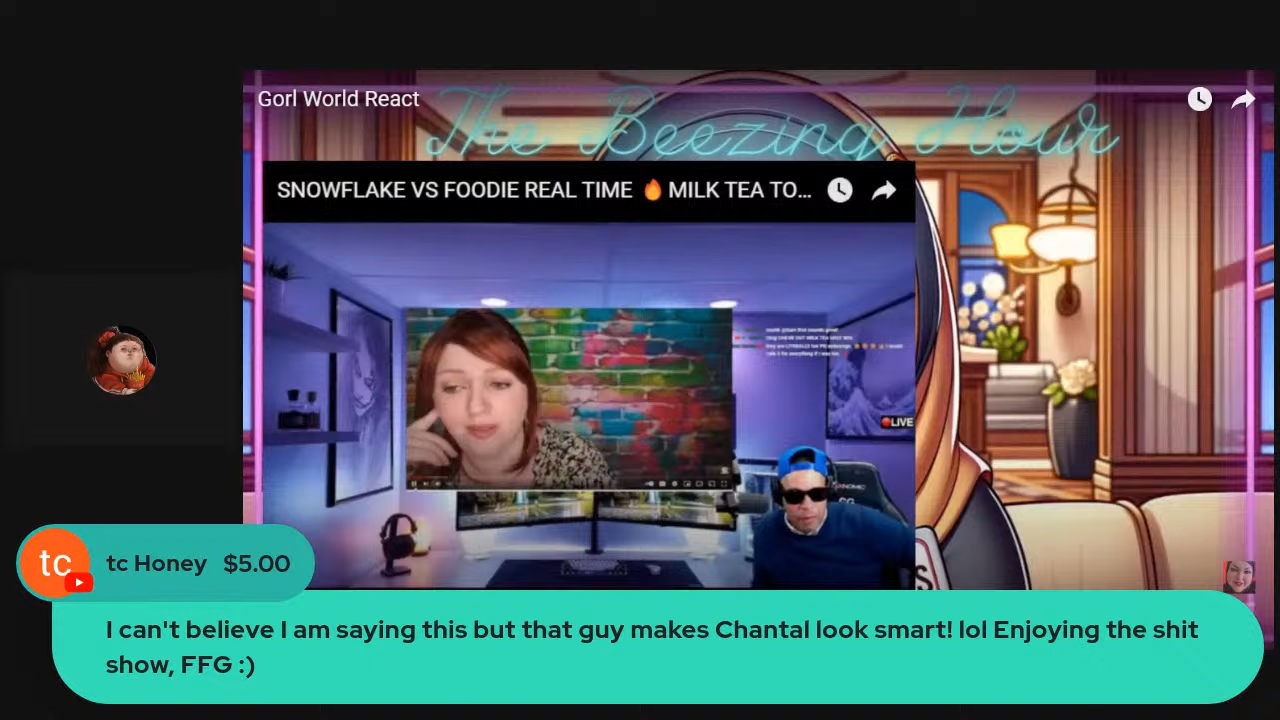 The Beezing Hour
Gorl World React
SNOWFLAKE VS FOODIE REAL TIME 🔥 MILK TEA TO...
LIVE
tc
tc Honey $5.00
I can't believe I am saying this but that guy makes Chantal look smart! lol Enjoying the shit
show, FFG :)